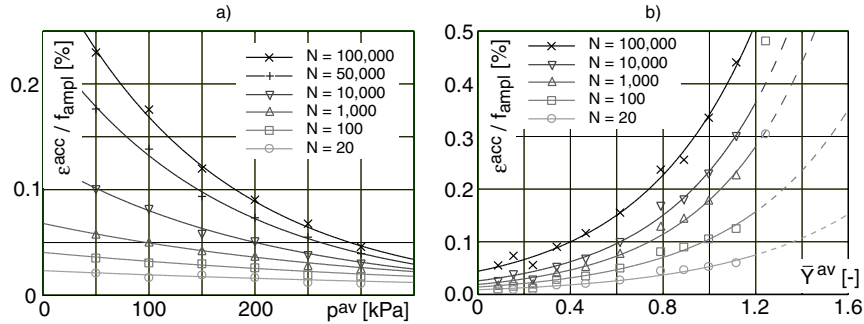 a)
0.2
0.1
0
ε^acc / f_ampl [%]
N = 100,000
N = 50,000
N = 10,000
N = 1,000
N = 100
N = 20
0
100
200
p^av [kPa]
b)
0.5
0.4
0.3
0.2
0.1
0.0
ε^acc / f_ampl [%]
N = 100,000
N = 10,000
N = 1,000
N = 100
N = 20
0
0.4
0.8
1.2
1.6
Ȳ^av [-]